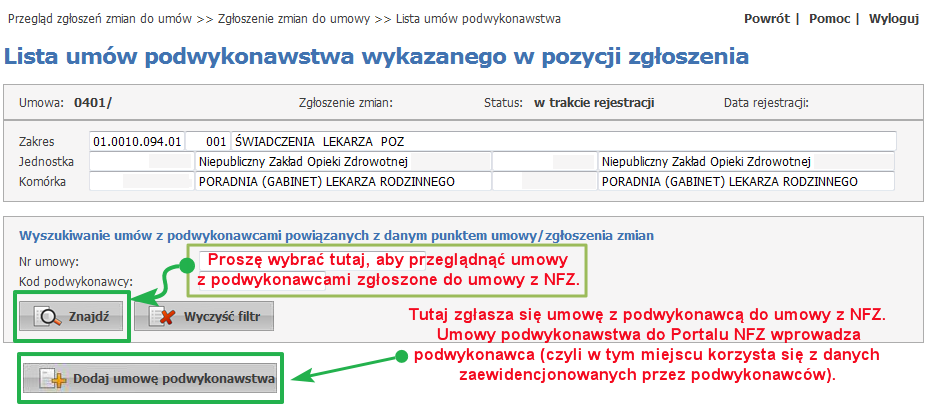 Przegląd zgłoszeń zmian do umów >> Zgłoszenie zmian do umowy >> Lista umów podwykonawstwa
Powrót | Pomoc | Wyloguj
Lista umów podwykonawstwa wykazanego w pozycji zgłoszenia
Umowa: 0401/ Zgłoszenie zmian: Status: w trakcie rejestracji Data rejestracji:
Zakres 01.0010.094.01 001 ŚWIADCZENIA LEKARZA POZ
Jednostka Niepubliczny Zakład Opieki Zdrowotnej Niepubliczny Zakład Opieki Zdrowotnej
Komórka PORADNIA (GABINET) LEKARZA RODZINNEGO PORADNIA (GABINET) LEKARZA RODZINNEGO
Wyszukiwanie umów z podwykonawcami powiązanych z danym punktem umowy/zgłoszenia zmian
Nr umowy:
Kod podwykonawcy:
Proszę wybrać tutaj, aby przeglądnąć umowy
z podwykonawcami zgłoszone do umowy z NFZ.
Znajdź Wyczyść filtr
Tutaj zgłasza się umowę z podwykonawcą do umowy z NFZ.
Umowy podwykonawstwa do Portalu NFZ wprowadza
podwykonawca (czyli w tym miejscu korzysta się z danych
zaewidencjonowanych przez podwykonawców).
Dodaj umowę podwykonawstwa